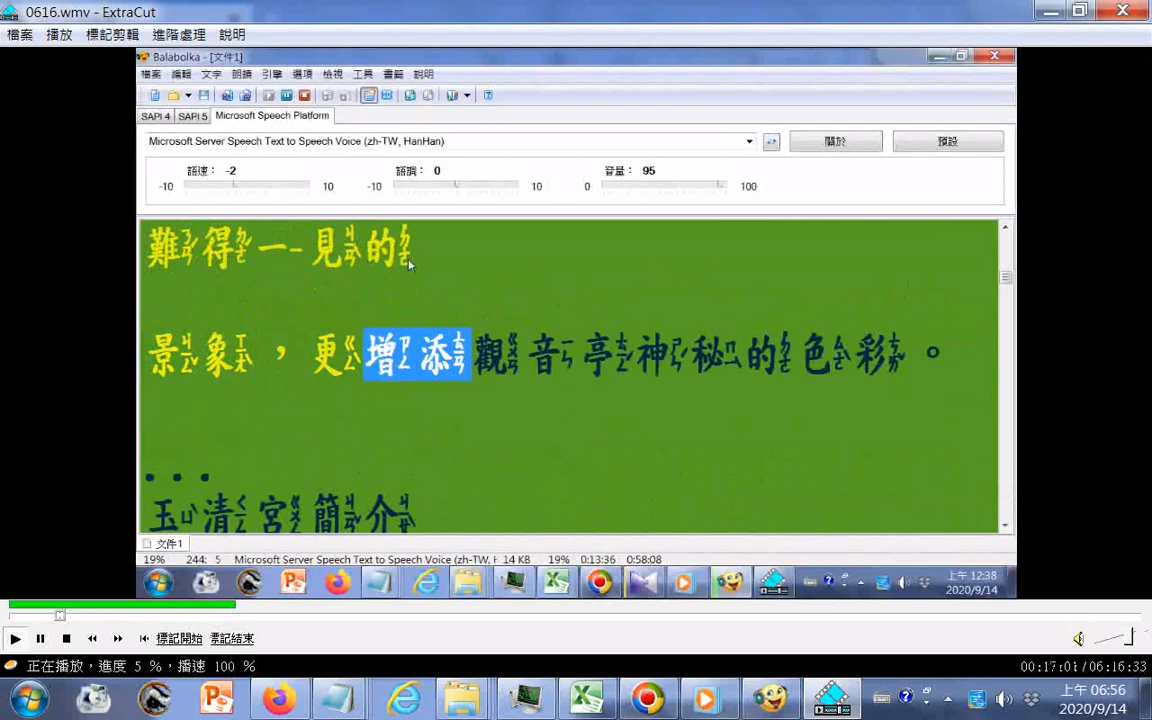 0616.wmv - ExtraCut
檔案 播放 標記剪輯 進階處理 說明
Balabolka - [文件1]
檔案 編輯 文字 朗讀 引擎 選項 檢視 工具 書籤 說明
SAPI 4 SAPI 5 Microsoft Speech Platform
Microsoft Server Speech Text to Speech Voice (zh-TW, HanHan) 關於 預設
語速: -2 語調: 0 音量: 95
-10 10 -10 10 0 100
難得一見的
景象，更增添觀音亭神秘的色彩。
...
玉清宮簡介
文件1
19% 244: 5 Microsoft Server Speech Text to Speech Voice (zh-TW, H 14 KB 19% 0:13:36 0:58:08
上午 12:38
2020/9/14
標記開始 標記結束
正在播放，進度 5 %，播速 100 % 00:17:01/06:16:33
上午 06:56
2020/9/14